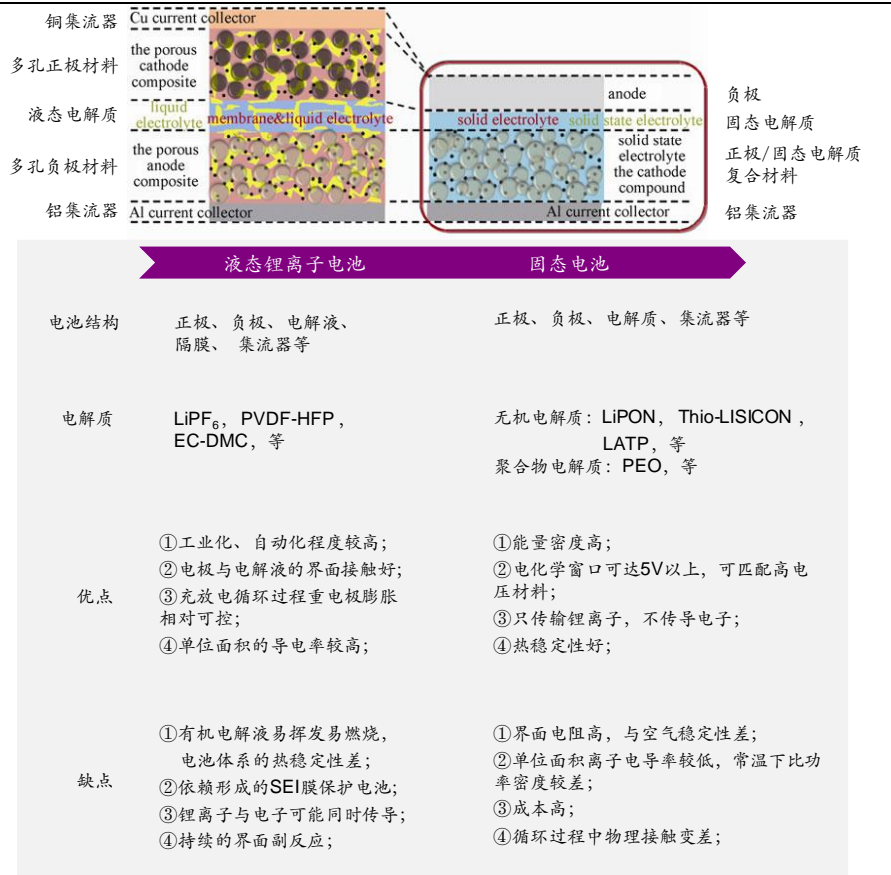 铜集流器
Cu current collector
多孔正极材料
the porous
cathode
composite
液态电解质
liquid
electrolyte
membrane&liquid electrolyte
多孔负极材料
the porous
anode
composite
铝集流器
Al current collector
anode
负极
solid electrolyte
solid state electrolyte
固态电解质
solid state
electrolyte
the cathode
compound
正极/固态电解质
复合材料
Al current collector
铝集流器
液态锂离子电池
固态电池
电池结构
正极、负极、电解液、
隔膜、 集流器等
正极、负极、电解质、集流器等
电解质
LiPF₆, PVDF-HFP,
EC-DMC, 等
无机电解质：LiPON, Thio-LISICON,
LATP, 等
聚合物电解质：PEO, 等
优点
①工业化、自动化程度较高；
②电极与电解液的界面接触好；
③充放电循环过程重电极膨胀
相对可控；
④单位面积的导电率较高；
①能量密度高；
②电化学窗口可达5V以上，可匹配高电
压材料；
③只传输锂离子，不传导电子；
④热稳定性好；
缺点
①有机电解液易挥发易燃烧，
电池体系的热稳定性差；
②依赖形成的SEI膜保护电池；
③锂离子与电子可能同时传导；
④持续的界面副反应；
①界面电阻高，与空气稳定性差；
②单位面积离子电导率较低，常温下比功
率密度较差；
③成本高；
④循环过程中物理接触变差；